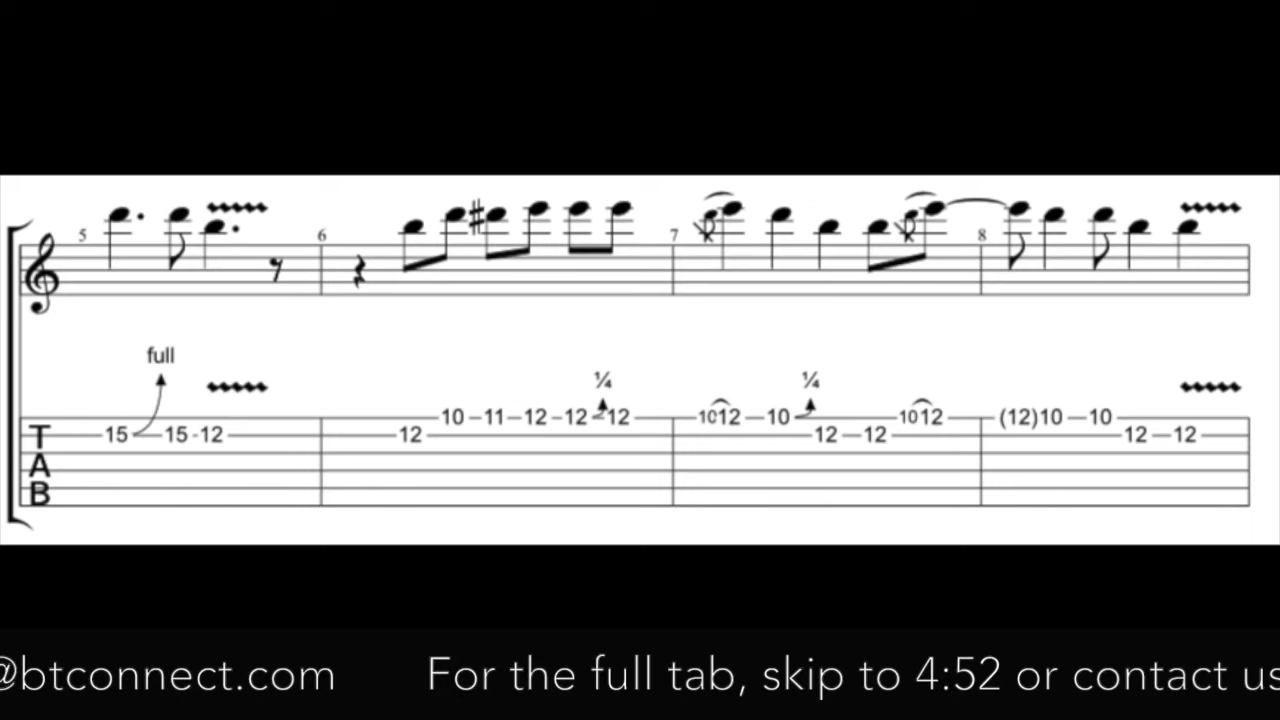 5 6 7 8
full
¼ ¼
10 11 12 12 12 10 12 10 10 12 (12) 10 10
T 15 15 12 12 12 12 12 12
A
B
@btconnect.com For the full tab, skip to 4:52 or contact us